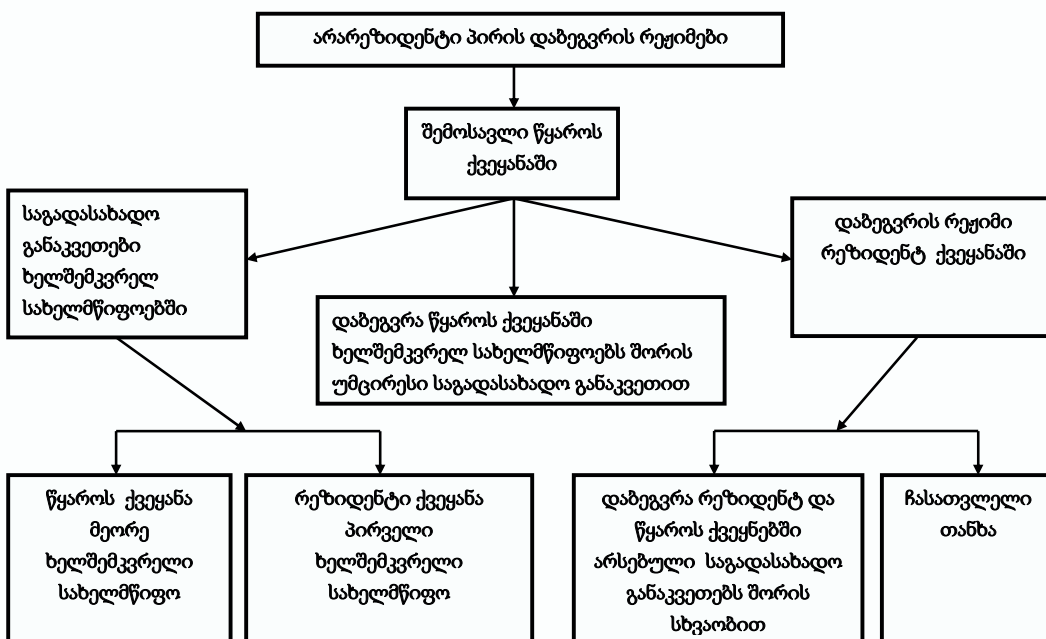 არარეზიდენტი პირის დაბეგვრის რეჟიმები
შემოსავლი წყაროს
ქვეყანაში
საგადასახადო
განაკვეთები
ხელშემკვრელ
სახელმწიფოებში
დაბეგვრის რეჟიმი
რეზიდენტ ქვეყანაში
დაბეგვრა წყაროს ქვეყანაში
ხელშემკვრელ სახელმწიფოებს შორის
უმცირესი საგადასახადო განაკვეთით
წყაროს ქვეყანა
მეორე
ხელშემკვრელი
სახელმწიფო
რეზიდენტი ქვეყანა
პირველი
ხელშემკვრელი
სახელმწიფო
დაბეგვრა რეზიდენტ და
წყაროს ქვეყნებში
არსებული საგადასახადო
განაკვეთებს შორის
სხვაობით
ჩასათვლელი
თანხა